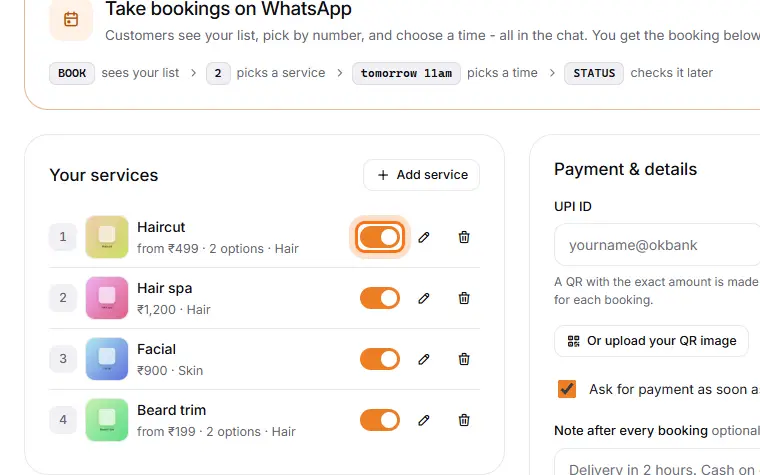 Take bookings on WhatsApp
Customers see your list, pick by number, and choose a time - all in the chat. You get the booking below
BOOK sees your list > 2 picks a service > tomorrow 11am picks a time > STATUS checks it later
Your services
+ Add service
1
Haircut
from ₹499 · 2 options · Hair
2
Hair spa
₹1,200 · Hair
3
Facial
₹900 · Skin
4
Beard trim
from ₹199 · 2 options · Hair
Payment & details
UPI ID
yourname@okbank
A QR with the exact amount is made
for each booking.
Or upload your QR image
Ask for payment as soon
Note after every booking optional
Delivery in 2 hours. Cash on